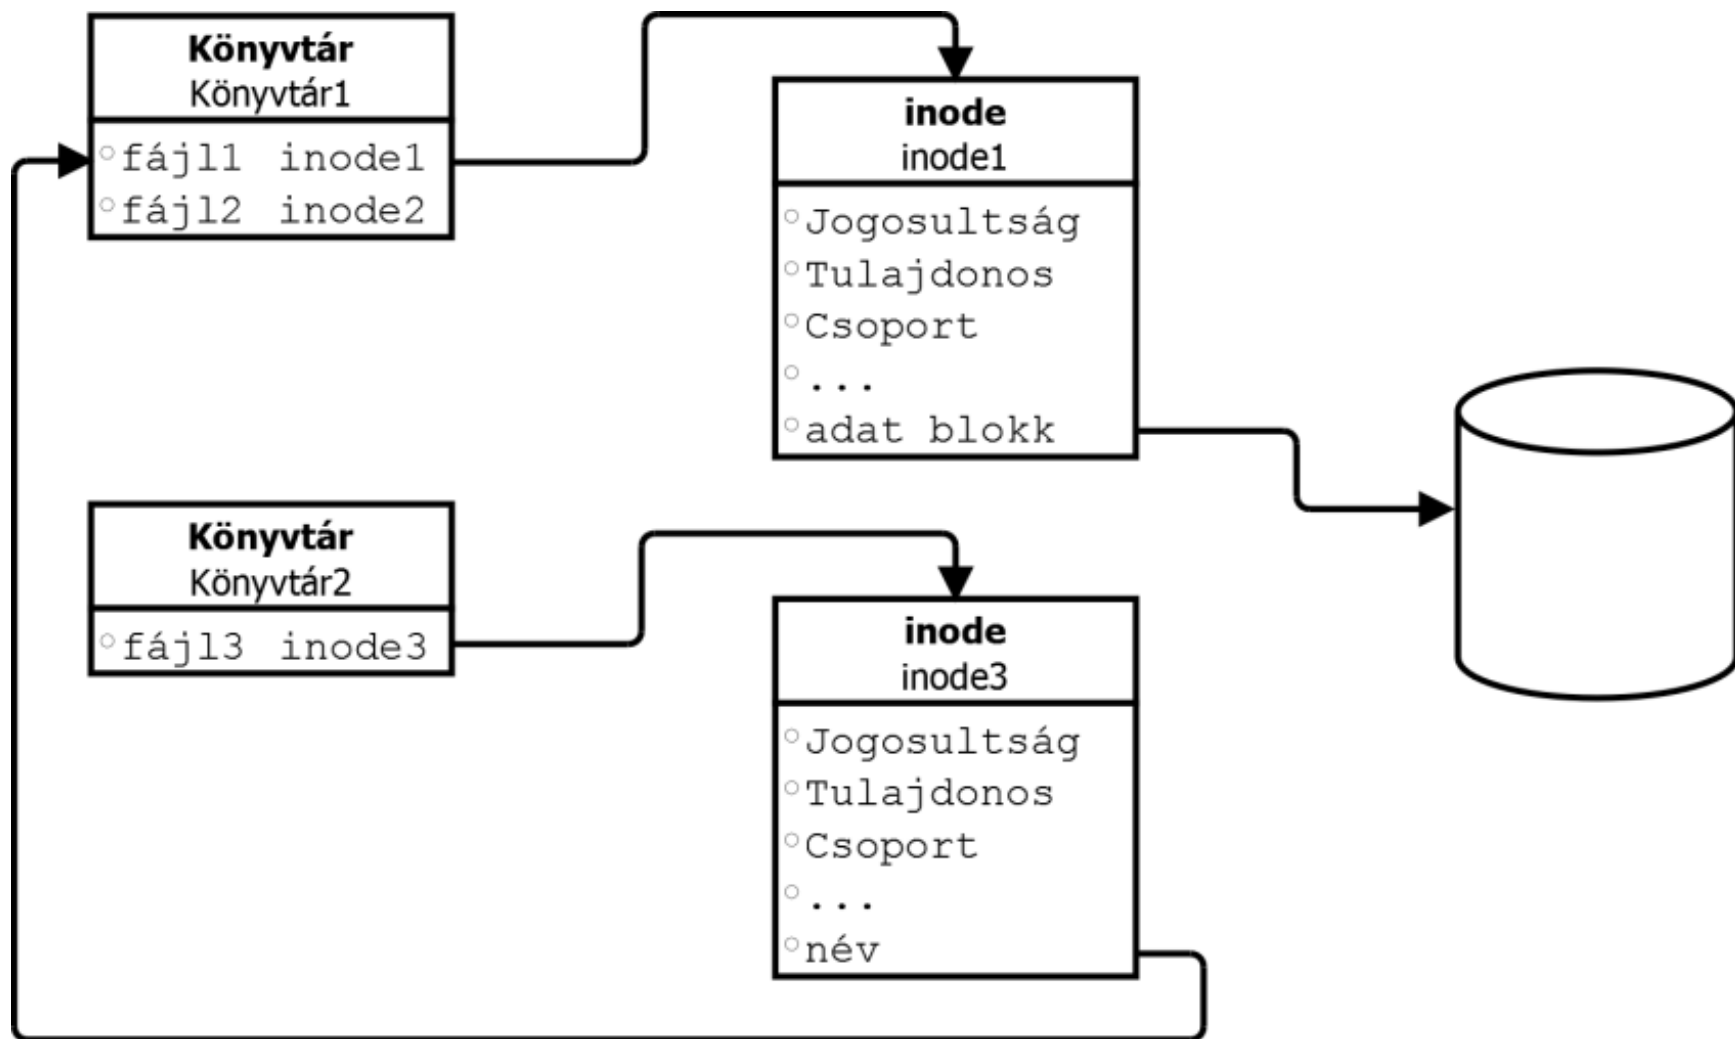 Könyvtár
Könyvtár1
fájl1 inode1
fájl2 inode2
inode
inode1
Jogosultság
Tulajdonos
Csoport
...
adat blokk
Könyvtár
Könyvtár2
fájl3 inode3
inode
inode3
Jogosultság
Tulajdonos
Csoport
...
név